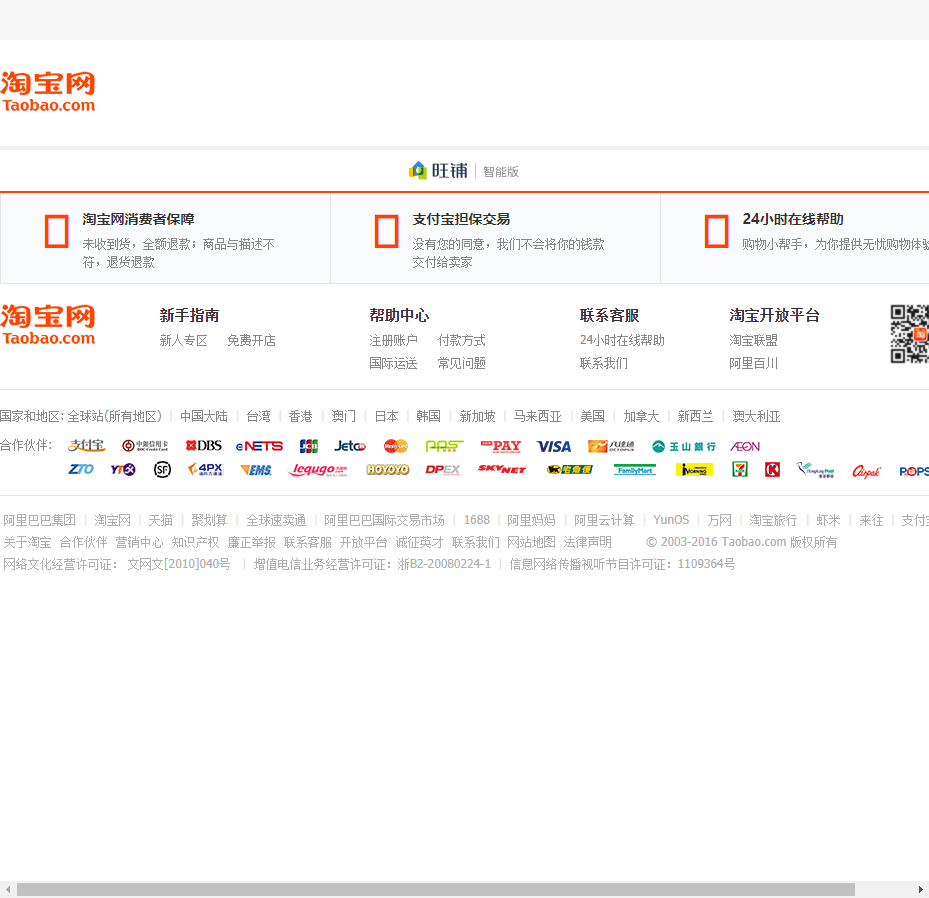 淘宝网
Taobao.com
旺铺 智能版
淘宝网消费者保障
未收到货，全额退款；商品与描述不
符，退货退款
支付宝担保交易
没有您的同意，我们不会将你的钱款
交付给卖家
24小时在线帮助
购物小帮手，为你提供无忧购物体验
淘宝网
Taobao.com
新手指南
新人专区 免费开店
帮助中心
注册账户 付款方式
国际运送 常见问题
联系客服
24小时在线帮助
联系我们
淘宝开放平台
淘宝联盟
阿里百川
国家和地区: 全球站(所有地区) 中国大陆 台湾 香港 澳门 日本 韩国 新加坡 马来西亚 美国 加拿大 新西兰 澳大利亚
合作伙伴: 支付宝 中银信用卡 DBS eNETS JCB Jetco MasterCard PPS PAY VISA 八达通 OCTOPUS 玉山銀行 AEON
ZTO YTO SF 4PX EMS Lequgo HOYOYO DPEX SKYNET 宅急便 FamilyMart K Airpak POPS
阿里巴巴集团 淘宝网 天猫 聚划算 全球速卖通 阿里巴巴国际交易市场 1688 阿里妈妈 阿里云计算 YunOS 万网 淘宝旅行 虾米 来往 支付宝
关于淘宝 合作伙伴 营销中心 知识产权 廉正举报 联系客服 开放平台 诚征英才 联系我们 网站地图 法律声明 © 2003-2016 Taobao.com 版权所有
网络文化经营许可证： 文网文[2010]040号 增值电信业务经营许可证：浙B2-20080224-1 信息网络传播视听节目许可证：1109364号